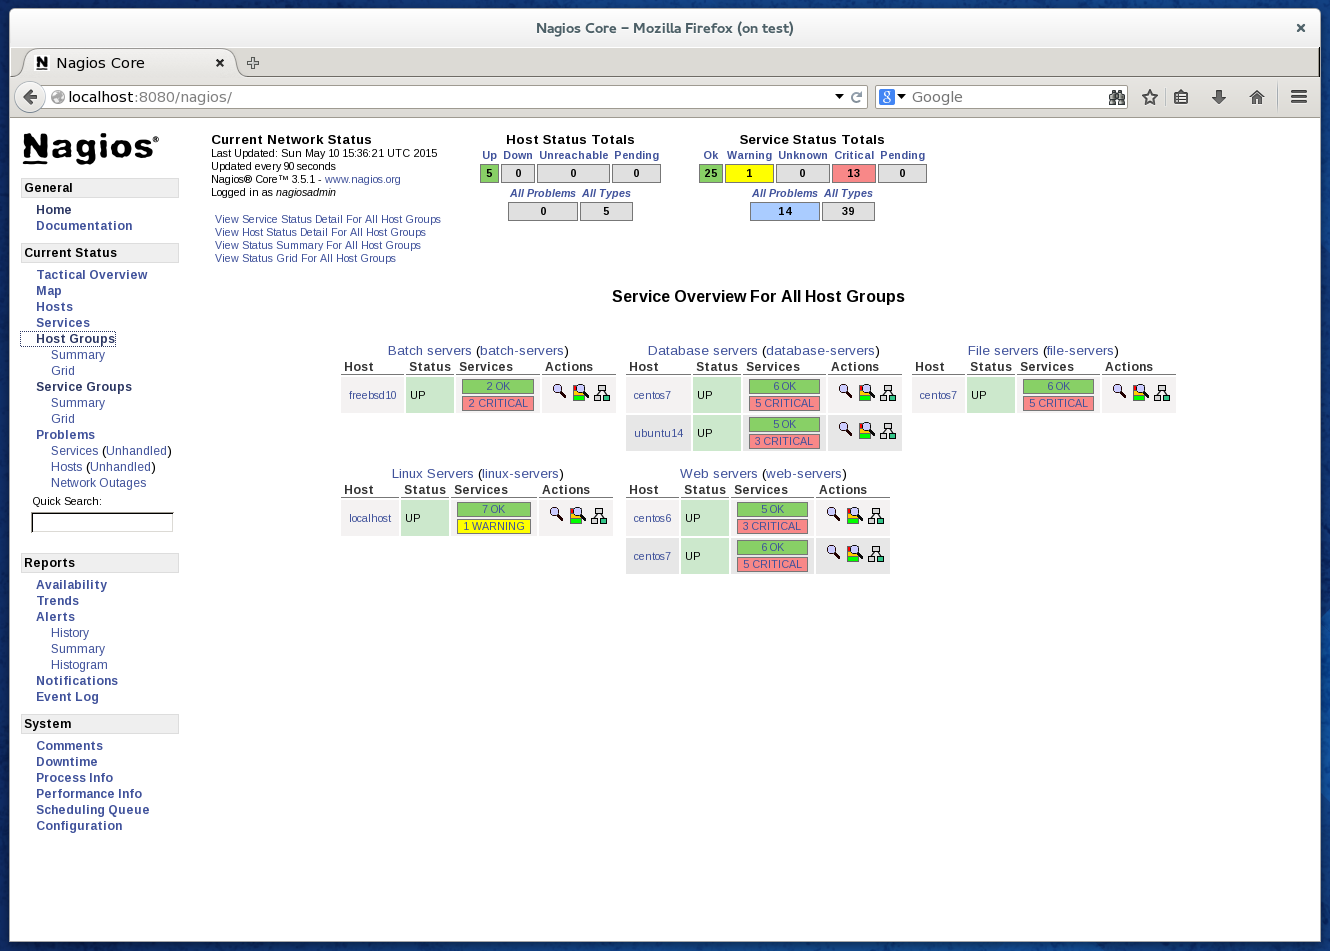 Nagios Core – Mozilla Firefox (on test)
Nagios Core
localhost:8080/nagios/
Google
Nagios®
General
Home
Documentation
Current Status
Tactical Overview
Map
Hosts
Services
Host Groups
Summary
Grid
Service Groups
Summary
Grid
Problems
Services (Unhandled)
Hosts (Unhandled)
Network Outages
Quick Search:
Reports
Availability
Trends
Alerts
History
Summary
Histogram
Notifications
Event Log
System
Comments
Downtime
Process Info
Performance Info
Scheduling Queue
Configuration
Current Network Status
Last Updated: Sun May 10 15:36:21 UTC 2015
Updated every 90 seconds
Nagios® Core™ 3.5.1 - www.nagios.org
Logged in as nagiosadmin
View Service Status Detail For All Host Groups
View Host Status Detail For All Host Groups
View Status Summary For All Host Groups
View Status Grid For All Host Groups
Host Status Totals
Up Down Unreachable Pending
5 0 0 0
All Problems All Types
0 5
Service Status Totals
Ok Warning Unknown Critical Pending
25 1 0 13 0
All Problems All Types
14 39
Service Overview For All Host Groups
Batch servers (batch-servers)
Host Status Services Actions
freebsd10 UP 2 OK
2 CRITICAL
Database servers (database-servers)
Host Status Services Actions
centos7 UP 6 OK
5 CRITICAL
ubuntu14 UP 5 OK
3 CRITICAL
File servers (file-servers)
Host Status Services Actions
centos7 UP 6 OK
5 CRITICAL
Linux Servers (linux-servers)
Host Status Services Actions
localhost UP 7 OK
1 WARNING
Web servers (web-servers)
Host Status Services Actions
centos6 UP 5 OK
3 CRITICAL
centos7 UP 6 OK
5 CRITICAL